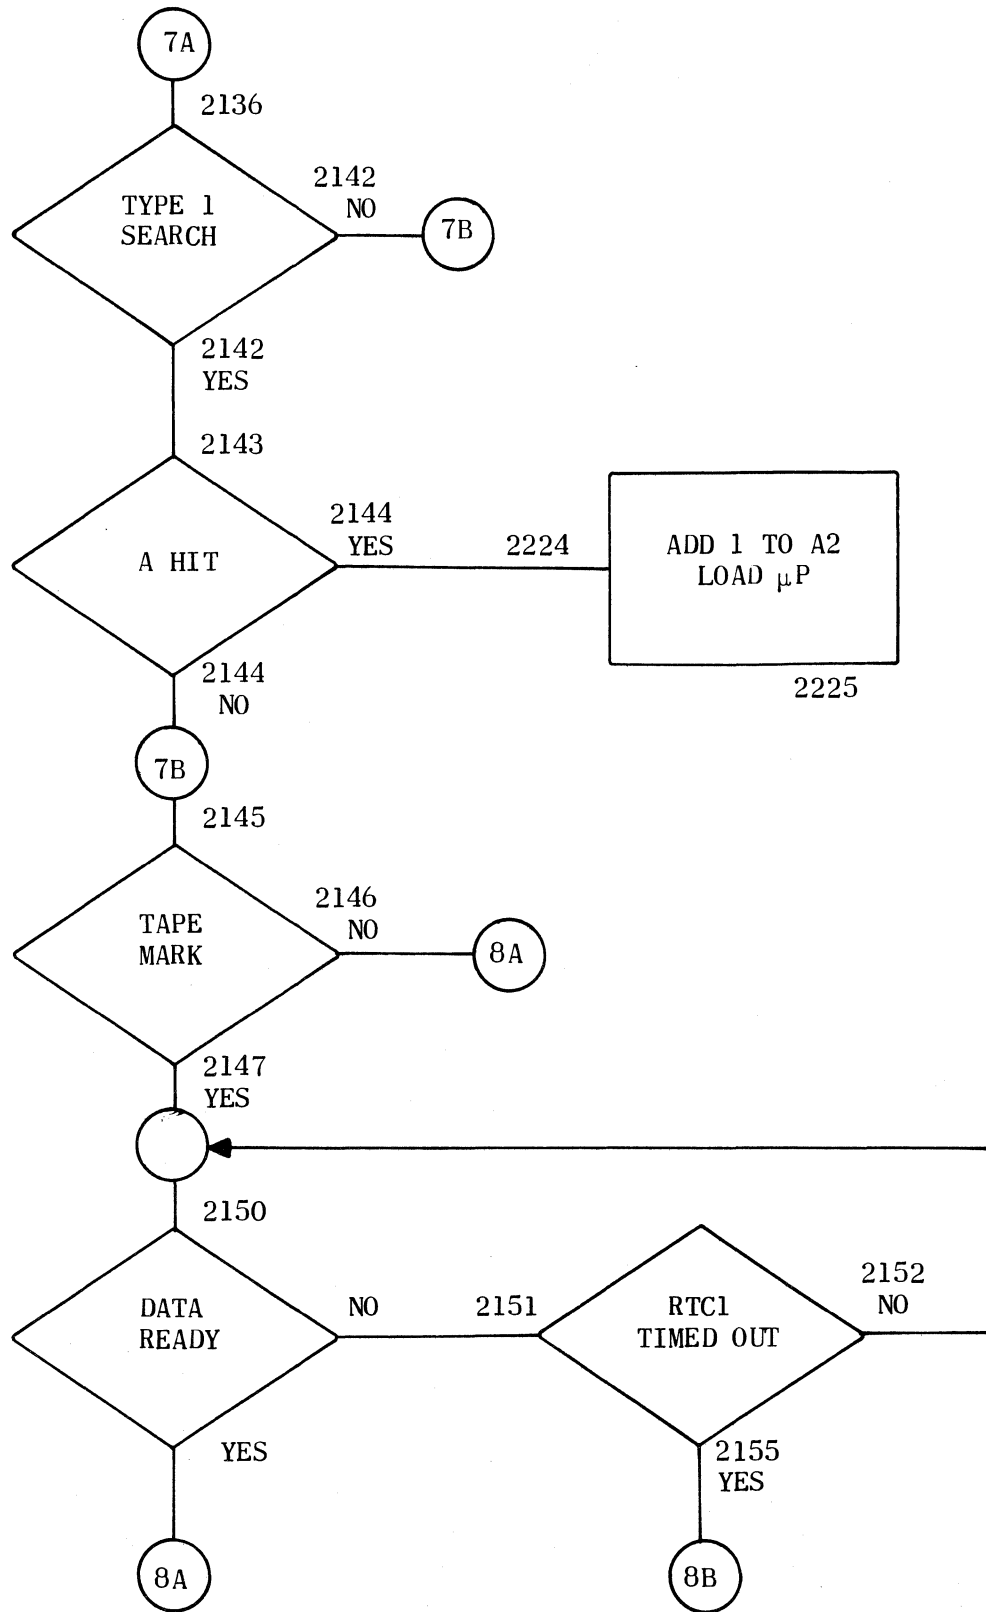 7A
2136
TYPE 1
SEARCH
2142
NO
7B
2142
YES
2143
A HIT
2144
YES
2224
ADD 1 TO A2
LOAD µP
2225
2144
NO
7B
2145
TAPE
MARK
2146
NO
8A
2147
YES
2150
DATA
READY
NO
2151
RTC1
TIMED OUT
2152
NO
YES
2155
YES
8A
8B